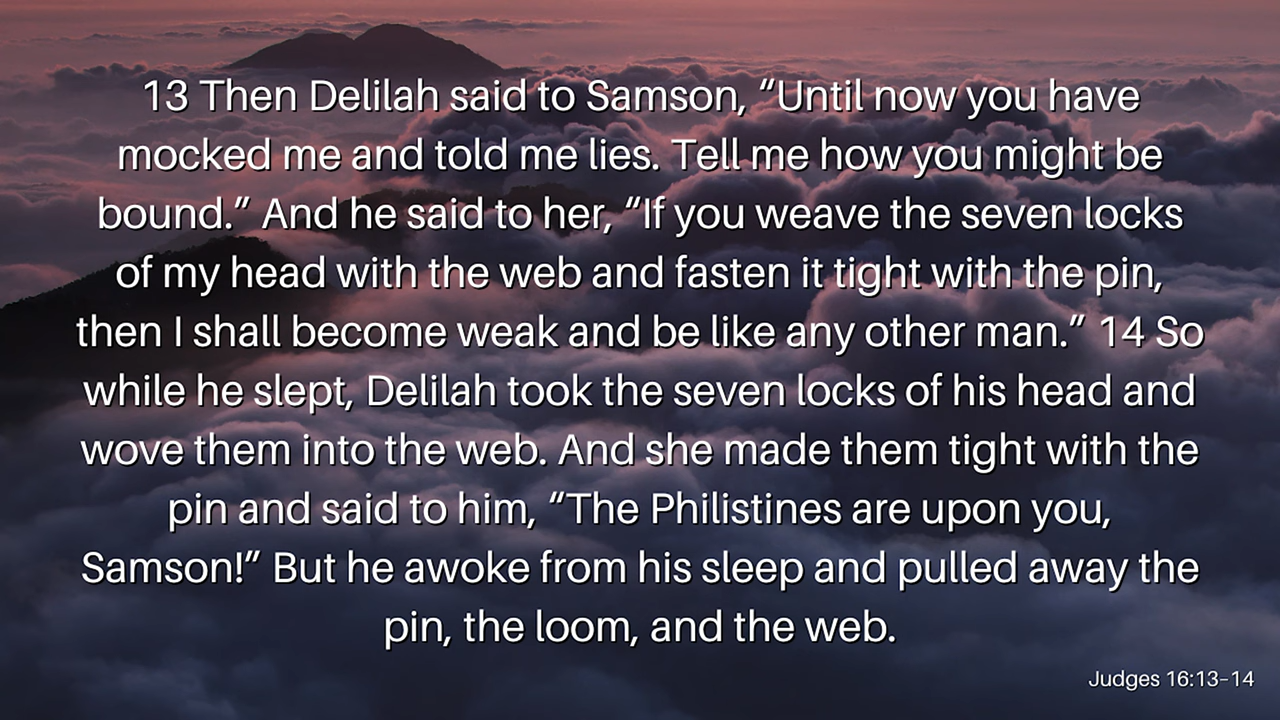 13 Then Delilah said to Samson, “Until now you have
mocked me and told me lies. Tell me how you might be
bound.” And he said to her, “If you weave the seven locks
of my head with the web and fasten it tight with the pin,
then I shall become weak and be like any other man.” 14 So
while he slept, Delilah took the seven locks of his head and
wove them into the web. And she made them tight with the
pin and said to him, “The Philistines are upon you,
Samson!” But he awoke from his sleep and pulled away the
pin, the loom, and the web.
Judges 16:13–14